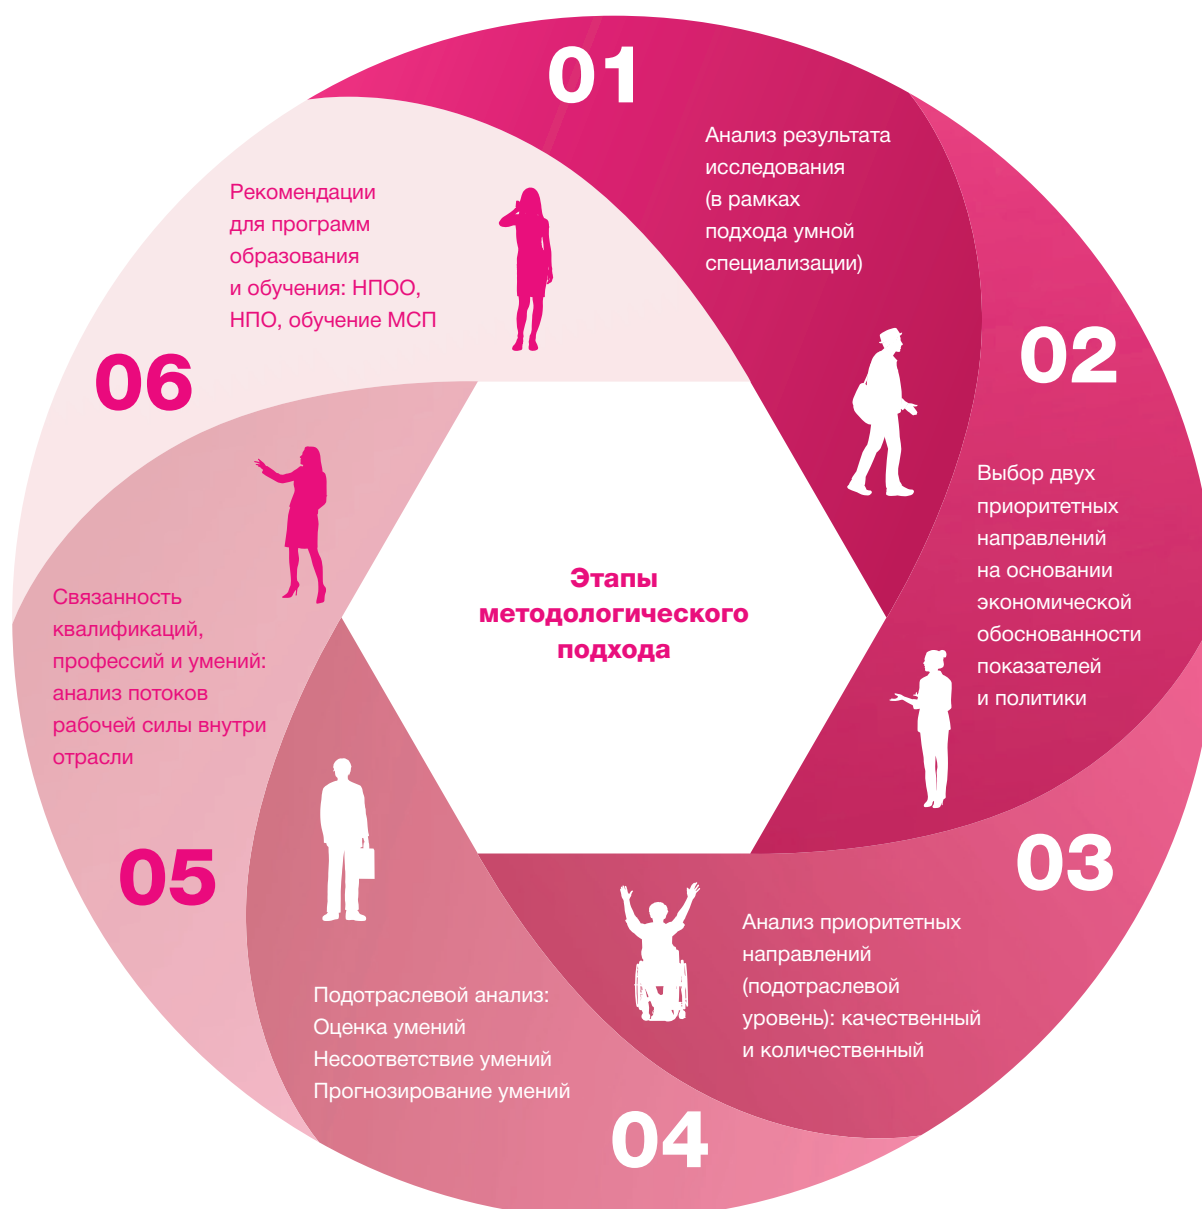 01
Анализ результата
исследования
(в рамках
подхода умной
специализации)
02
Выбор двух
приоритетных
направлений
на основании
экономической
обоснованности
показателей
и политики
03
Анализ приоритетных
направлений
(подотраслевой
уровень): качественный
и количественный
04
Подотраслевой анализ:
Оценка умений
Несоответствие умений
Прогнозирование умений
05
Связанность
квалификаций,
профессий и умений:
анализ потоков
рабочей силы внутри
отрасли
06
Рекомендации
для программ
образования
и обучения: НПОО,
НПО, обучение МСП
Этапы
методологического
подхода